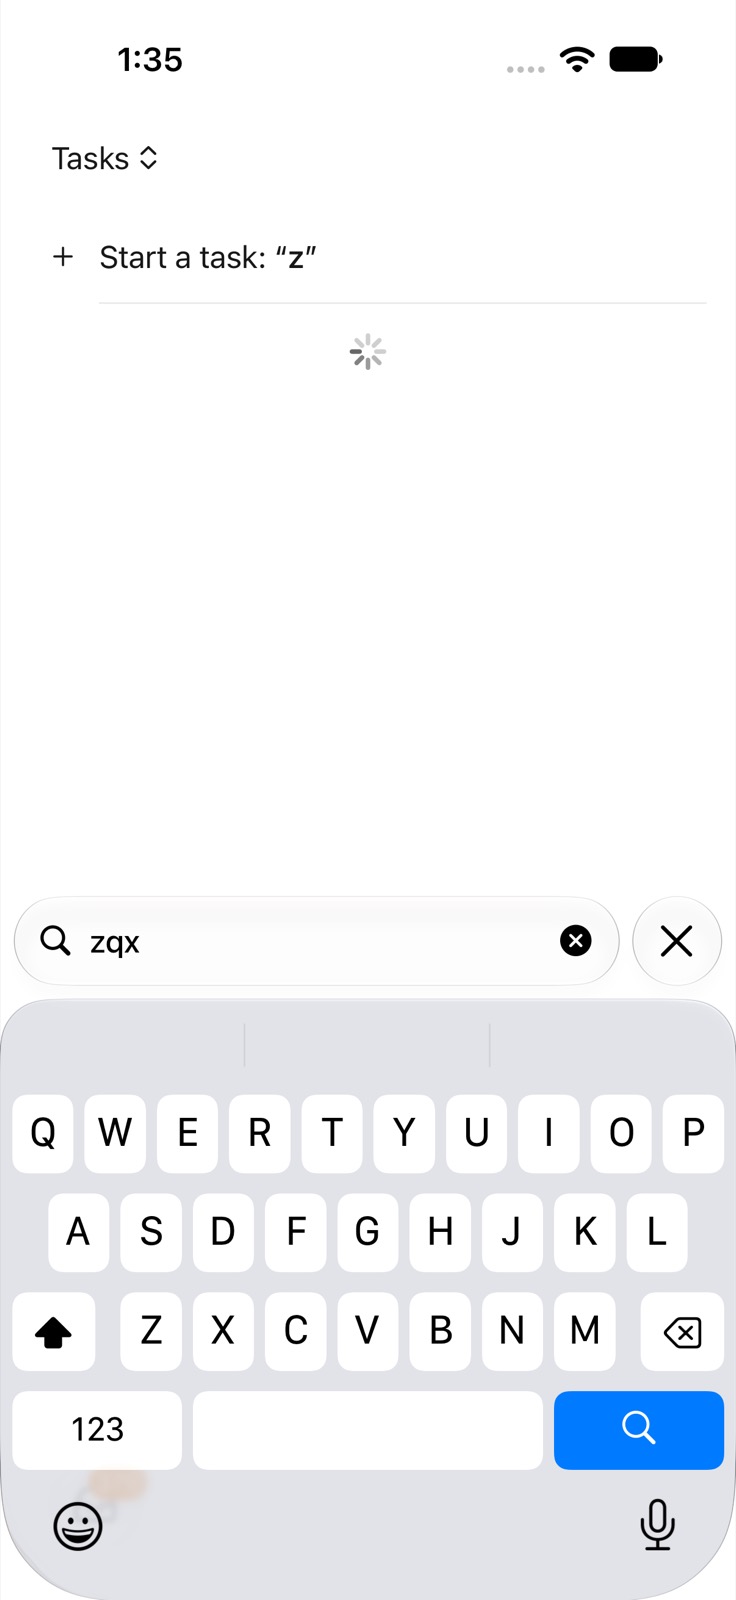 1:35
Tasks
Start a task: “z”
zqx
Q W E R T Y U I O P
A S D F G H J K L
Z X C V B N M
123